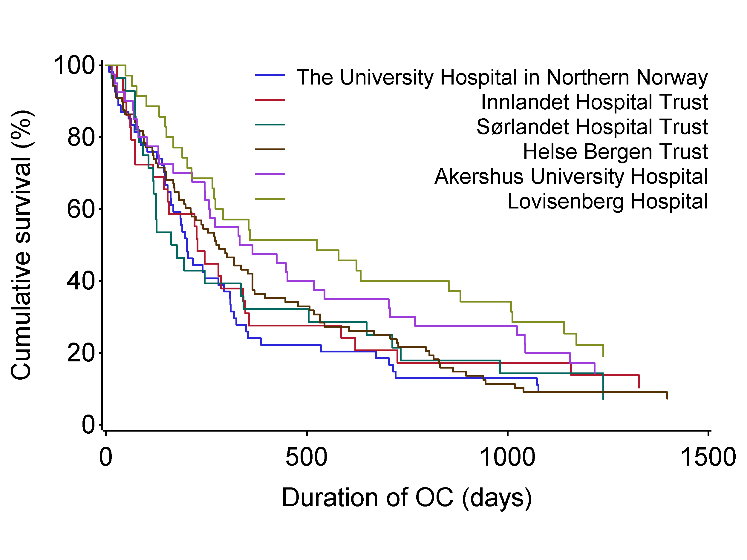 Cumulative survival (%)
100
80
60
40
20
0
The University Hospital in Northern Norway
Innlandet Hospital Trust
Sørlandet Hospital Trust
Helse Bergen Trust
Akershus University Hospital
Lovisenberg Hospital
0 500 1000 1500
Duration of OC (days)